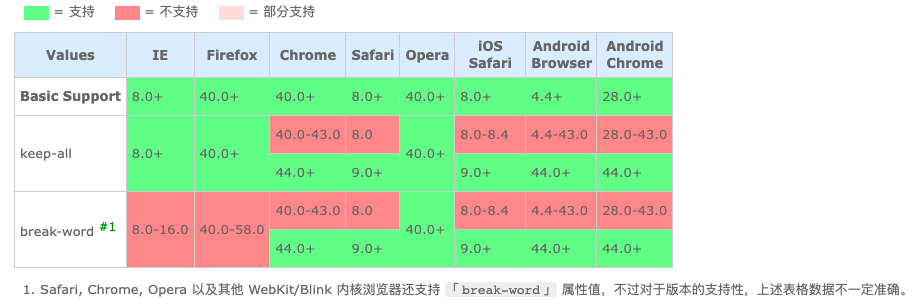 = 支持 = 不支持 = 部分支持
Values IE Firefox Chrome Safari Opera iOS Safari Android Browser Android Chrome
Basic Support 8.0+ 40.0+ 40.0+ 8.0+ 40.0+ 8.0+ 4.4+ 28.0+
keep-all 8.0+ 40.0+ 40.0-43.0 8.0 40.0+ 8.0-8.4 4.4-43.0 28.0-43.0
44.0+ 9.0+ 9.0+ 44.0+ 44.0+
break-word #1 8.0-16.0 40.0-58.0 40.0-43.0 8.0 40.0+ 8.0-8.4 4.4-43.0 28.0-43.0
44.0+ 9.0+ 9.0+ 44.0+ 44.0+
1. Safari, Chrome, Opera 以及其他 WebKit/Blink 内核浏览器还支持 「break-word」 属性值，不过对于版本的支持性，上述表格数据不一定准确。